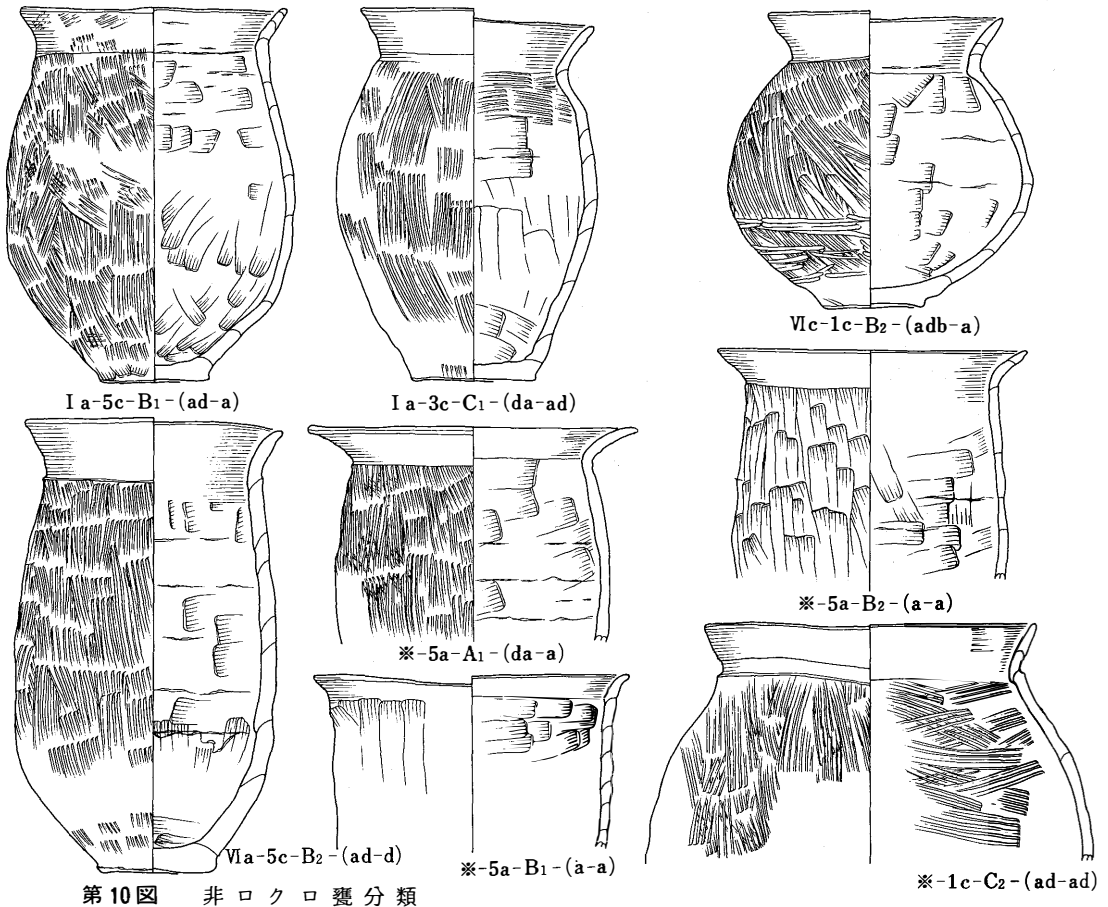 Ⅰa-5c-B₁-(ad-a)
Ⅰa-3c-C₁-(da-ad)
Ⅵc-1c-B₂-(adb-a)
※-5a-B₂-(a-a)
※-5a-A₁-(da-a)
Ⅵa-5c-B₂-(ad-d)
※-5a-B₁-(a-a)
※-1c-C₂-(ad-ad)
第10図 非ロクロ甕分類